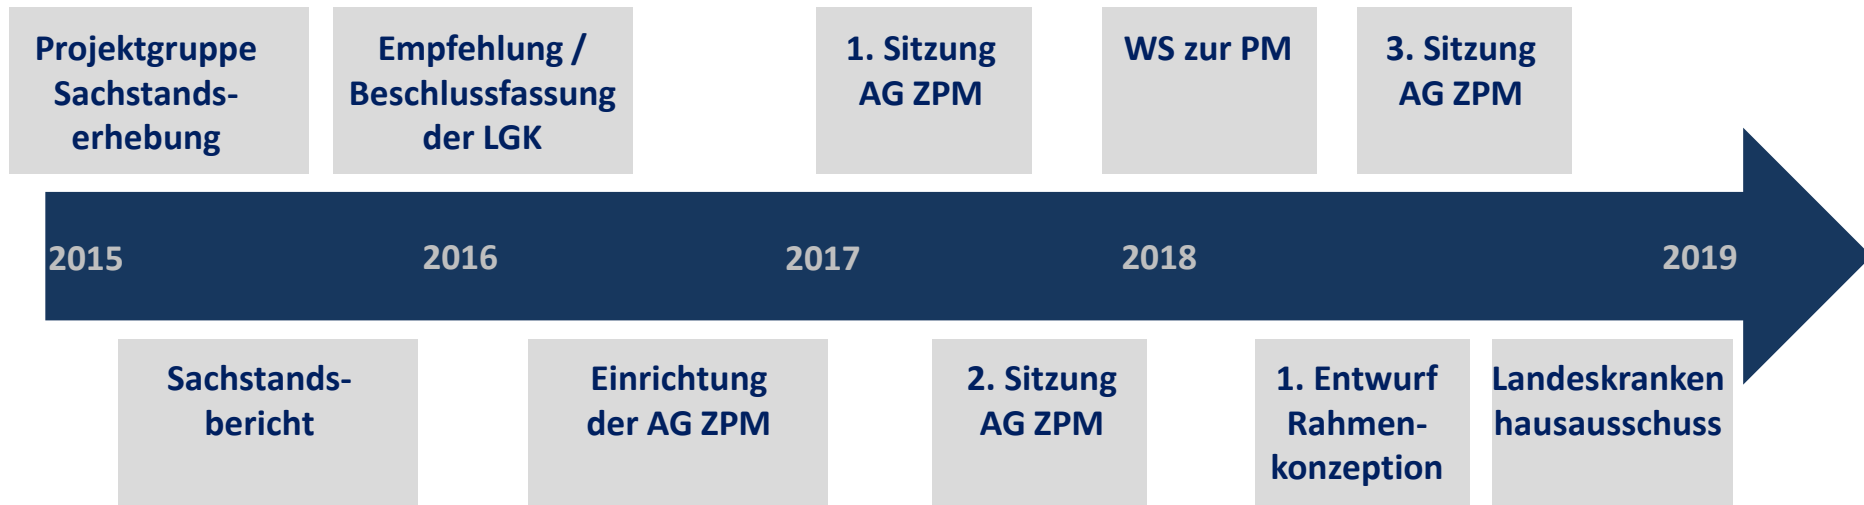 Projektgruppe
Sachstands-
erhebung
Empfehlung /
Beschlussfassung
der LGK
1. Sitzung
AG ZPM
WS zur PM
3. Sitzung
AG ZPM
2015
2016
2017
2018
2019
Sachstands-
bericht
Einrichtung
der AG ZPM
2. Sitzung
AG ZPM
1. Entwurf
Rahmen-
konzeption
Landeskranken
hausausschuss